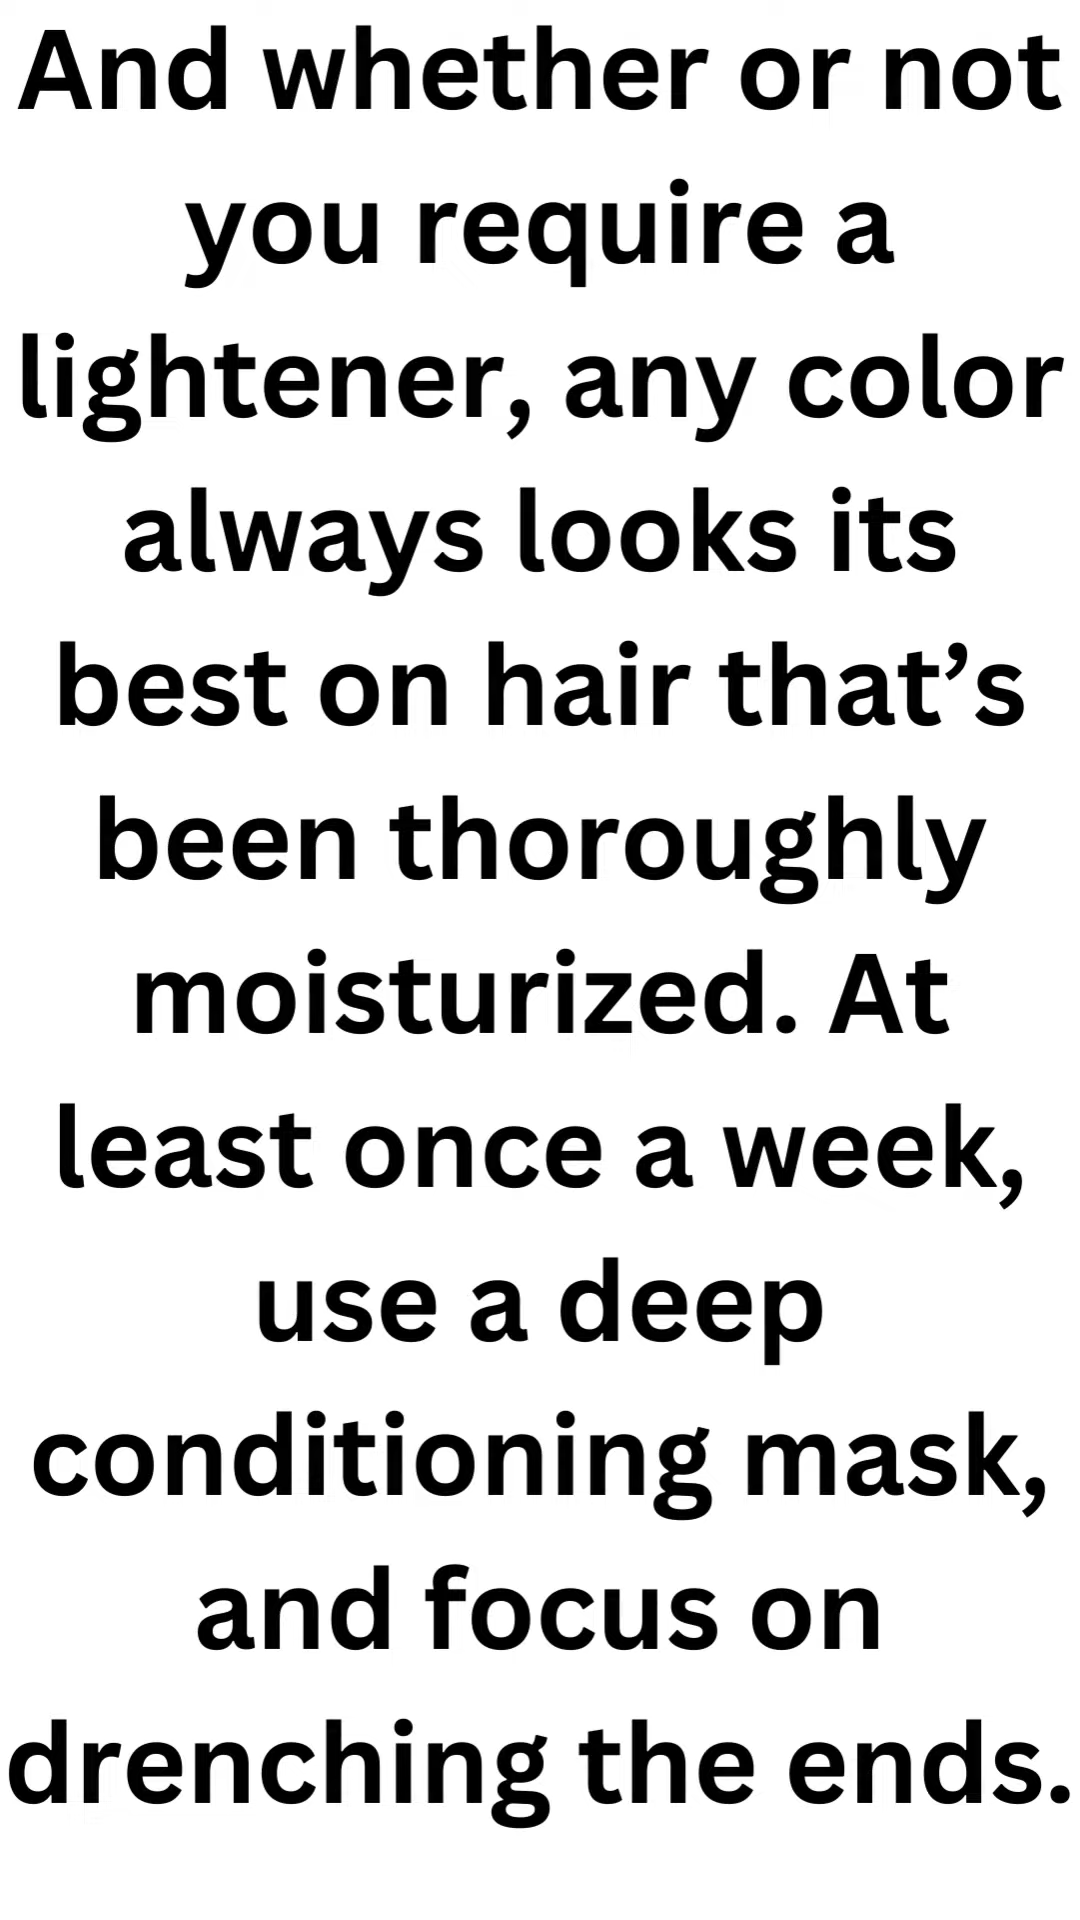 And whether or not
you require a
lightener, any color
always looks its
best on hair that’s
been thoroughly
moisturized. At
least once a week,
use a deep
conditioning mask,
and focus on
drenching the ends.